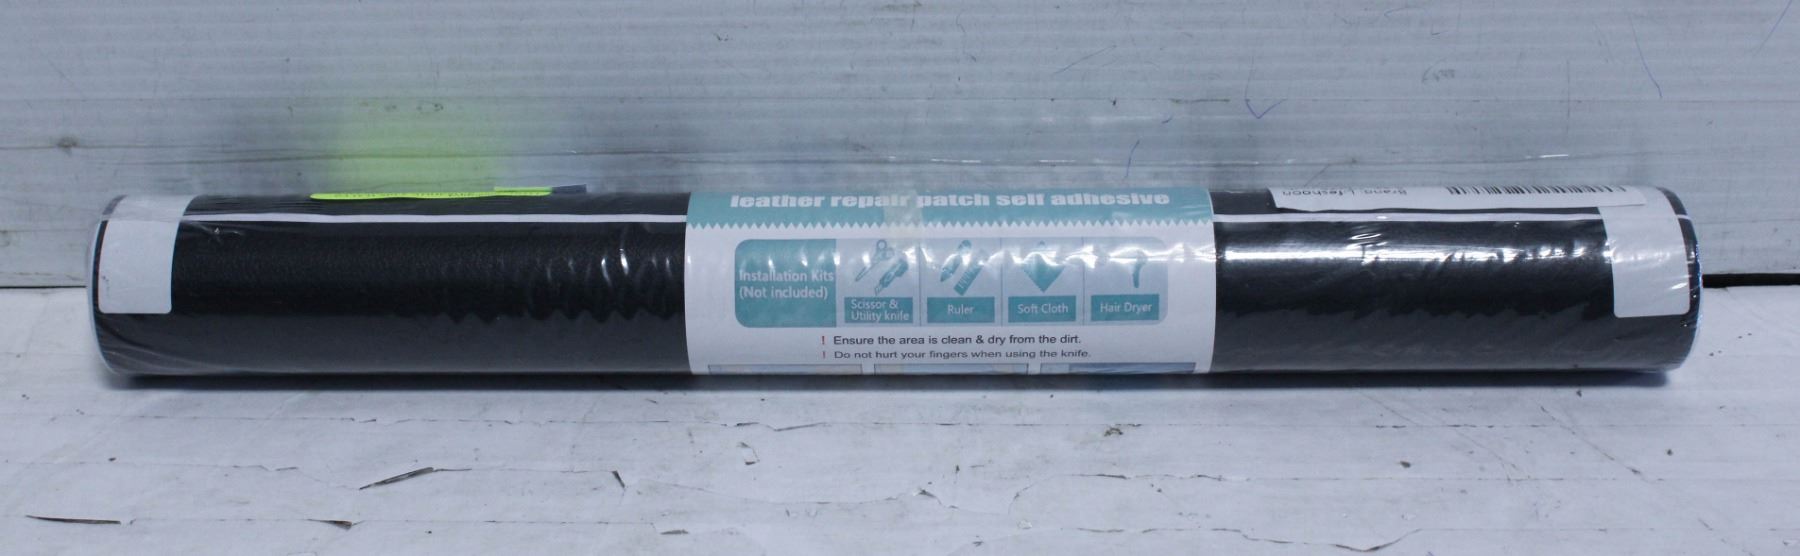 leather repair patch self adhesive
Installation Kits
(Not included)
Scissor &
Utility knife
Ruler
Soft Cloth
Hair Dryer
! Ensure the area is clean & dry from the dirt.
! Do not hurt your fingers when using the knife.